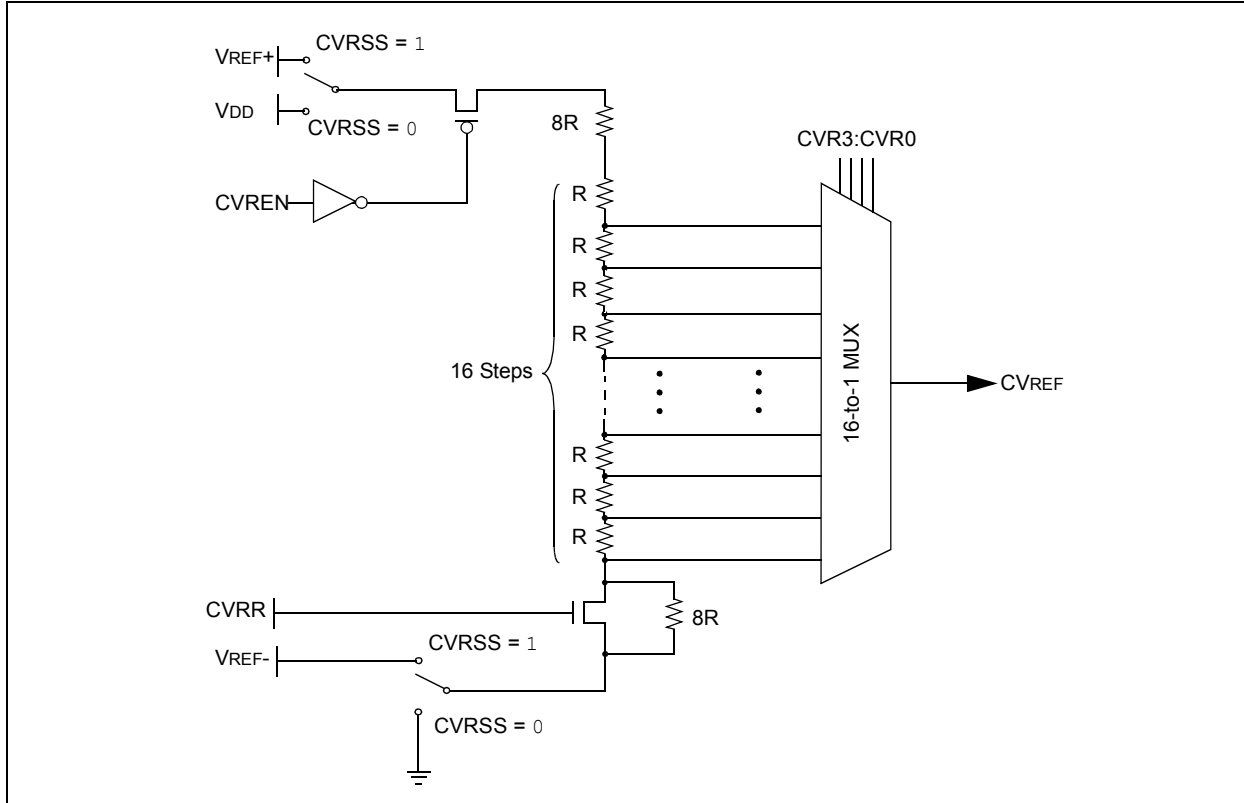 CVRSS = 1
VREF+
VDD
CVRSS = 0
8R
CVR3:CVR0
CVREN
R
R
R
R
16 Steps
16-to-1 MUX
CVREF
R
R
R
CVRR
8R
CVRSS = 1
VREF-
CVRSS = 0